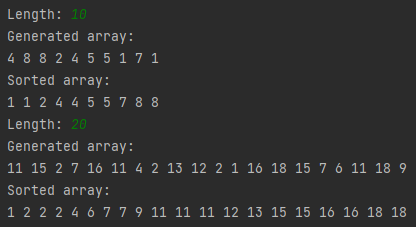 Length: 10
Generated array:
4 8 8 2 4 5 5 1 7 1
Sorted array:
1 1 2 4 4 5 5 7 8 8
Length: 20
Generated array:
11 15 2 7 16 11 4 2 13 12 2 1 16 18 15 7 6 11 18 9
Sorted array:
1 2 2 2 4 6 7 7 9 11 11 11 12 13 15 15 16 16 18 18